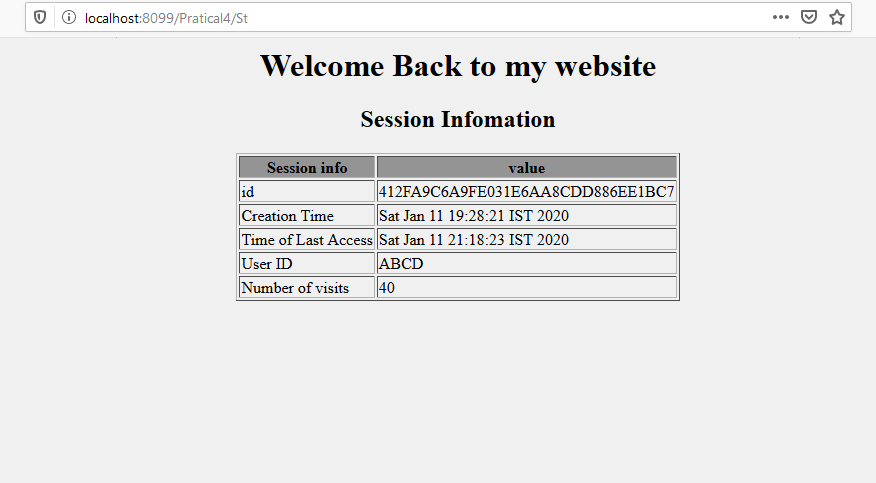 localhost:8099/Pratical4/St
Welcome Back to my website
Session Infomation
Session info value
id 412FA9C6A9FE031E6AA8CDD886EE1BC7
Creation Time Sat Jan 11 19:28:21 IST 2020
Time of Last Access Sat Jan 11 21:18:23 IST 2020
User ID ABCD
Number of visits 40